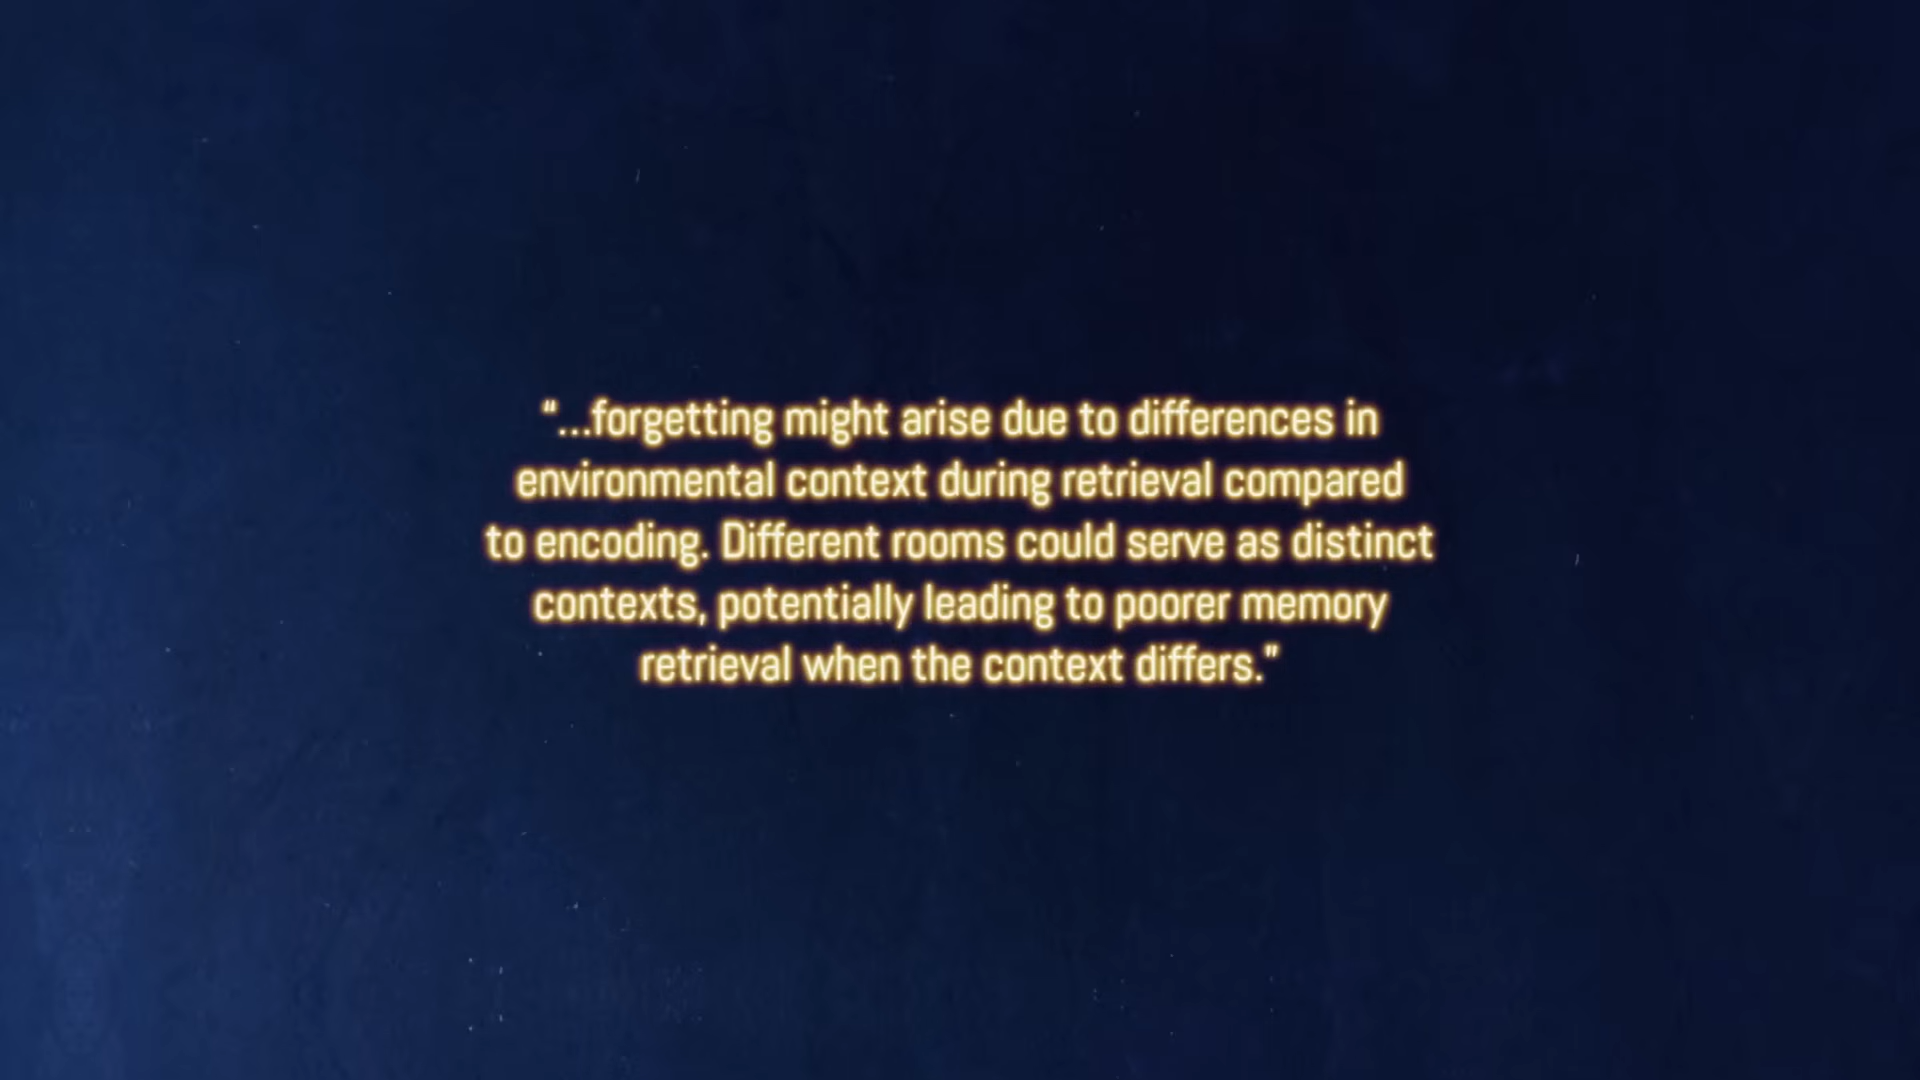 “...forgetting might arise due to differences in
environmental context during retrieval compared
to encoding. Different rooms could serve as distinct
contexts, potentially leading to poorer memory
retrieval when the context differs.”